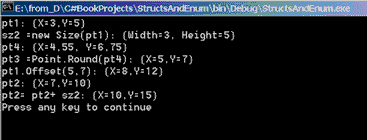 E:\from_D\C#BookProjects\StructsAndEnum\bin\Debug\StructsAndEnum.exe
pt1: {X=3,Y=5}
sz2 =new Size(pt1): {Width=3, Height=5}
pt4: {X=4,55, Y=6,75}
pt3 =Point.Round(pt4): {X=5,Y=7}
pt1.Offset(5,7): {X=8,Y=12}
pt2: {X=7,Y=10}
pt2= pt2+ sz2: {X=10,Y=15}
Press any key to continue